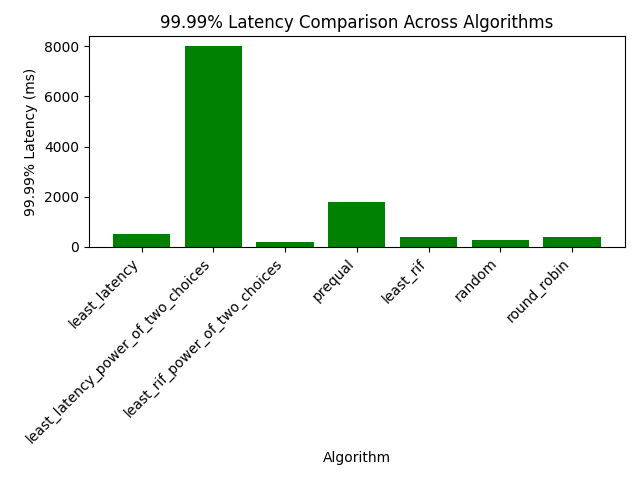 99.99% Latency Comparison Across Algorithms
99.99% Latency (ms)
8000
6000
4000
2000
0
least_latency
least_latency_power_of_two_choices
least_rif_power_of_two_choices
prequal
least_rif
random
round_robin
Algorithm